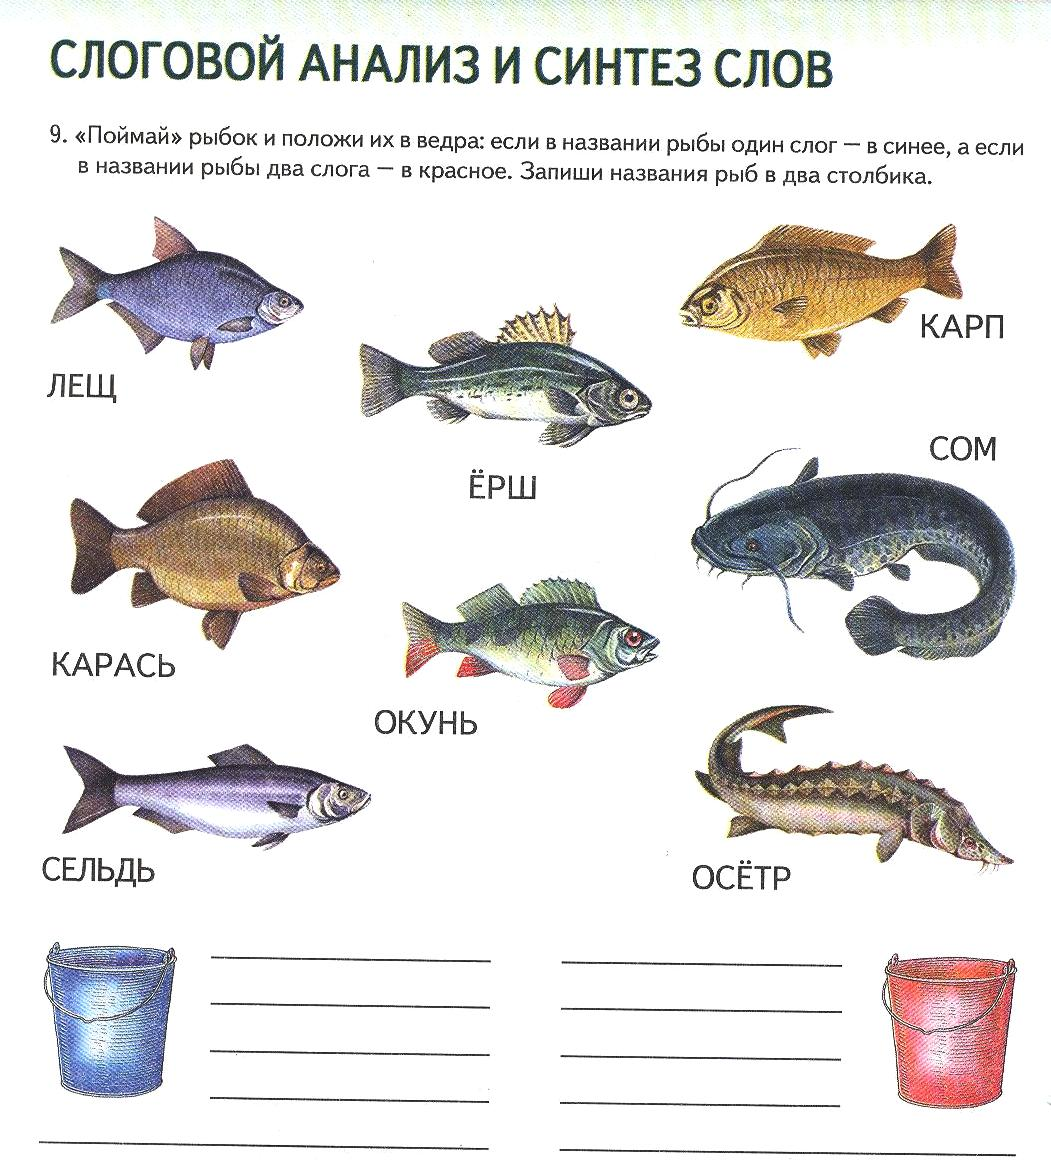 СЛОГОВОЙ АНАЛИЗ И СИНТЕЗ СЛОВ
9. «Поймай» рыбок и положи их в ведра: если в названии рыбы один слог — в синее, а если
в названии рыбы два слога — в красное. Запиши названия рыб в два столбика.
КАРП
ЛЕЩ
СОМ
ЁРШ
КАРАСЬ
ОКУНЬ
СЕЛЬДЬ
ОСЁТР